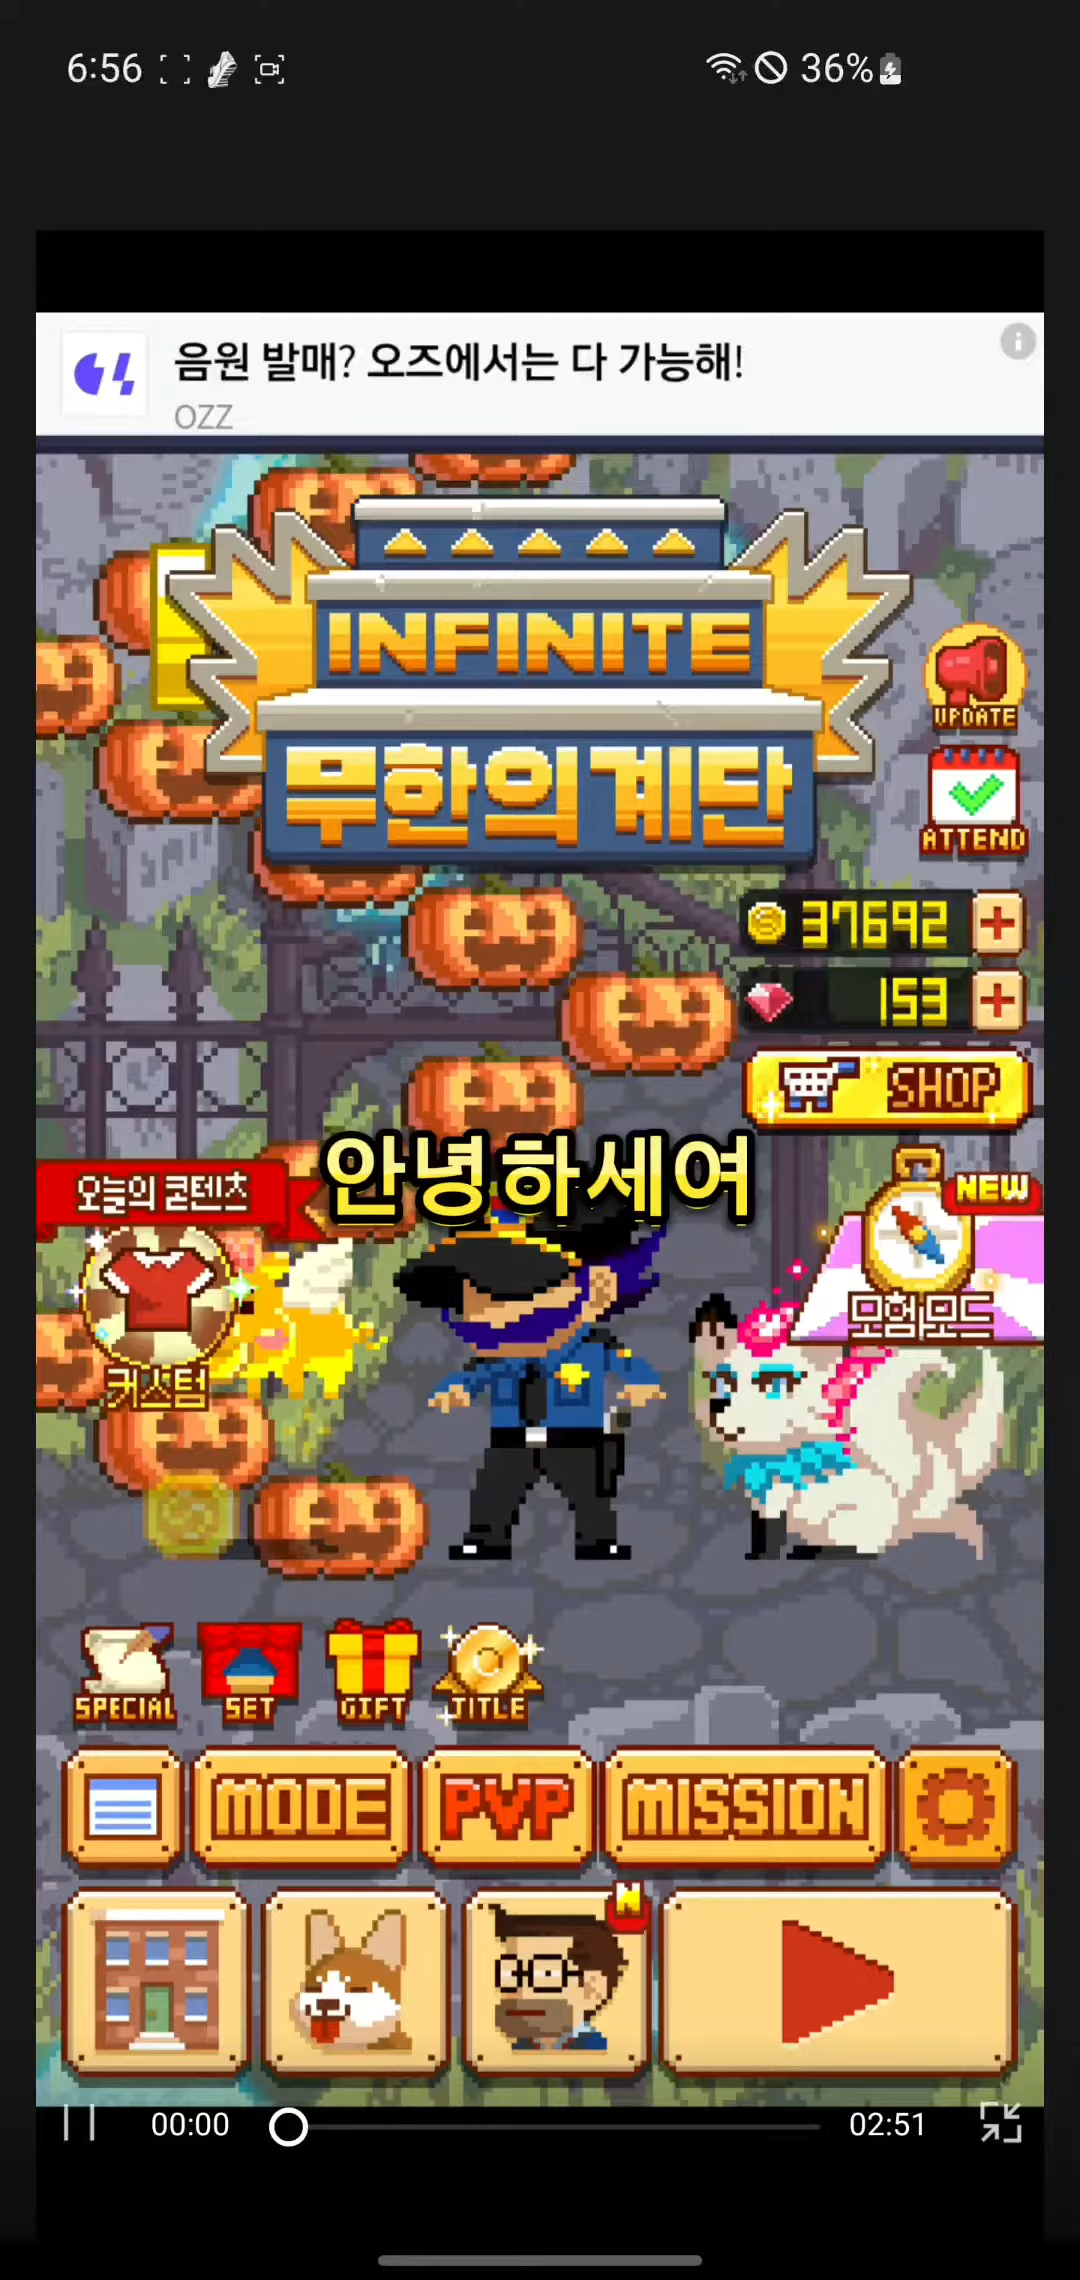 6:56
36%
음원 발매? 오즈에서는 다 가능해!
OZZ
INFINITE
무한의계단
UPDATE
ATTEND
37692
153
SHOP
안녕하세여
오늘의 콘텐츠
NEW
모험모드
커스텀
SPECIAL
SET
GIFT
TITLE
MODE
PVP
MISSION
N
00:00
02:51